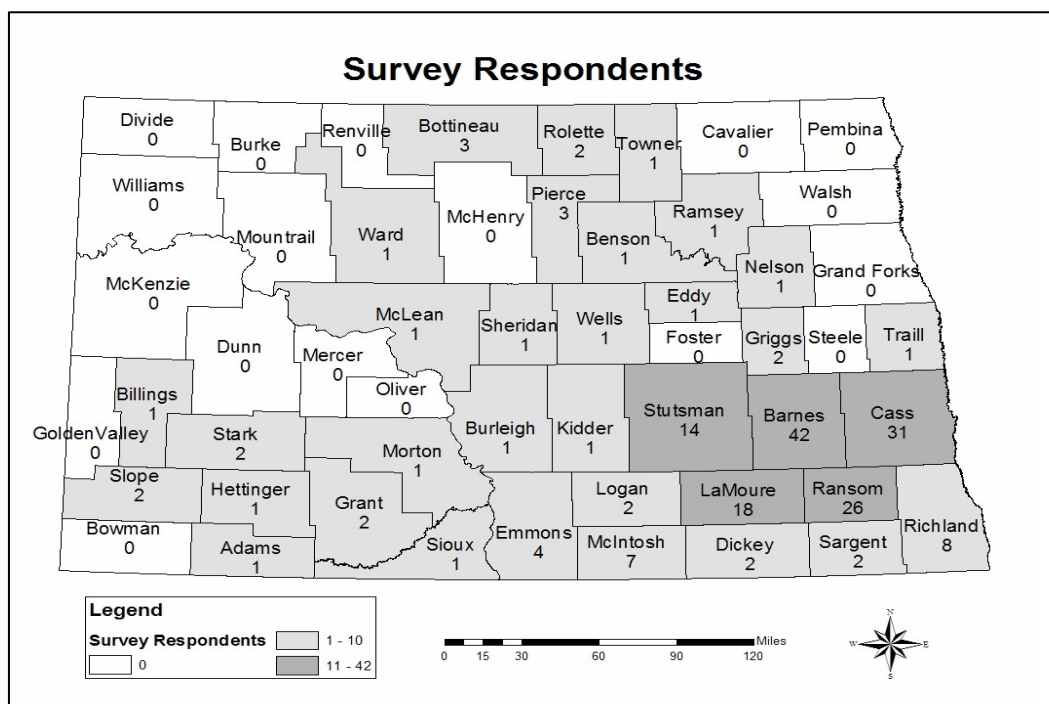 Survey Respondents
Divide
0
Burke
0
Renville
0
Bottineau
3
Rolette
2
Towner
1
Cavalier
0
Pembina
0
Williams
0
Mountrail
0
Ward
1
McHenry
0
Pierce
3
Benson
1
Ramsey
1
Walsh
0
Nelson
1
Grand Forks
0
McKenzie
0
Dunn
0
McLean
1
Mercer
0
Oliver
0
Sheridan
1
Wells
1
Eddy
1
Foster
0
Griggs
2
Steele
0
Traill
1
Billings
1
GoldenValley
0
Stark
2
Morton
1
Burleigh
1
Kidder
1
Stutsman
14
Barnes
42
Cass
31
Slope
2
Hettinger
1
Grant
2
Bowman
0
Adams
1
Sioux
1
Emmons
4
Logan
2
LaMoure
18
Ransom
26
Richland
8
McIntosh
7
Dickey
2
Sargent
2
Legend
Survey Respondents
0
1 - 10
11 - 42
Miles
0 15 30 60 90 120
N
W E
S